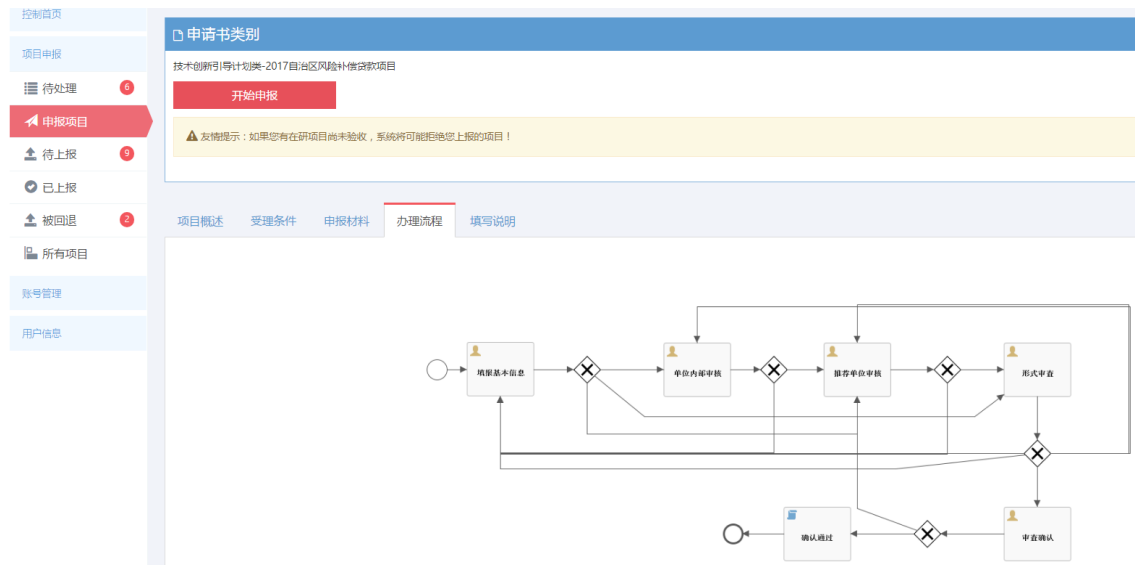 控制首页
项目申报
待处理 6
申报项目
待上报 9
已上报
被回退 2
所有项目
账号管理
用户信息
申请书类别
技术创新引导计划类-2017自治区风险补偿贷款项目
开始申报
友情提示：如果您有在研项目尚未验收，系统将可能拒绝您上报的项目！
项目概述 受理条件 申报材料 办理流程 填写说明
填报基本信息 单位内部审核 推荐单位审核 形式审查
确认通过 审查确认